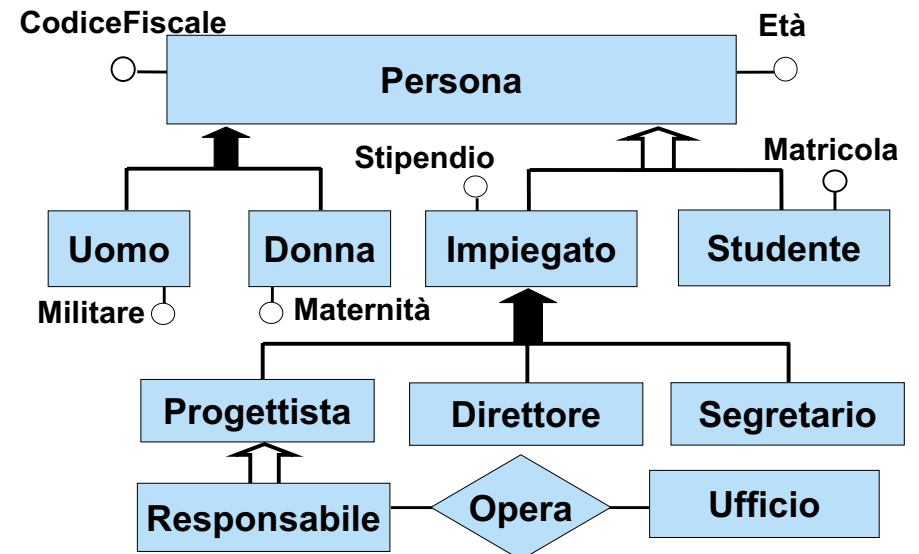 CodiceFiscale
Età
Persona
Stipendio
Matricola
Uomo
Donna
Impiegato
Studente
Militare
Maternità
Progettista
Direttore
Segretario
Responsabile
Opera
Ufficio